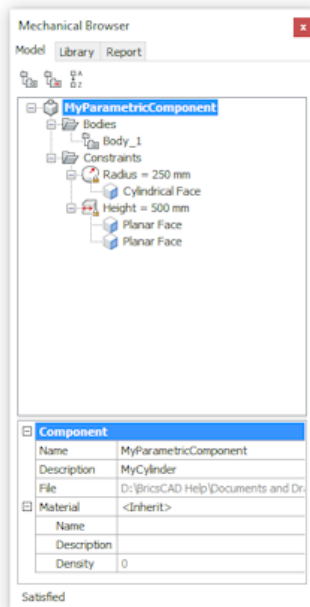 Mechanical Browser
x
Model Library Report
MyParametricComponent
Bodies
Body_1
Constraints
Radius = 250 mm
Cylindrical Face
Height = 500 mm
Planar Face
Planar Face
Component
Name MyParametricComponent
Description MyCylinder
File D:\BricsCAD Help\Documents and Dr
Material <Inherit>
Name
Description
Density 0
Satisfied